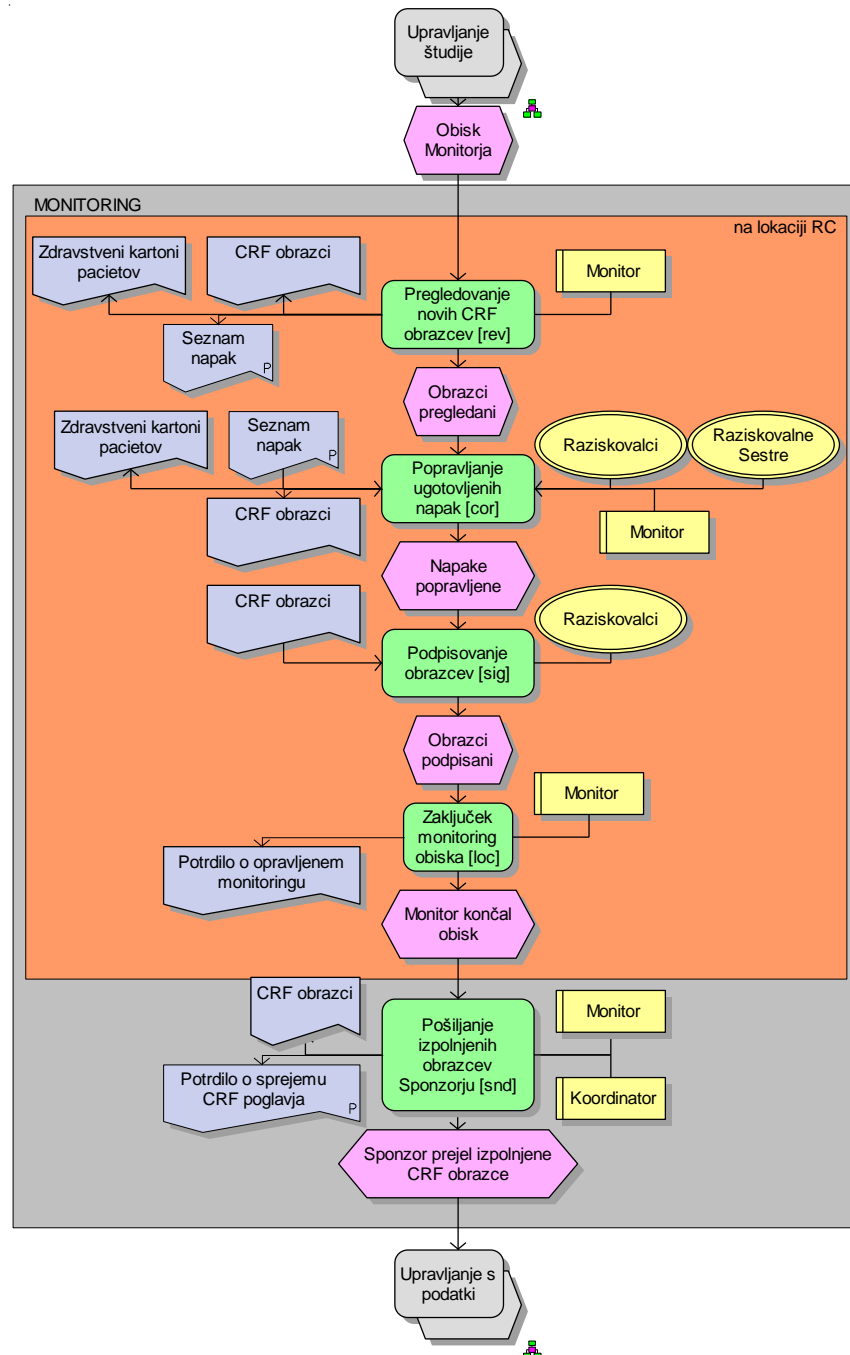 Upravljanje
študije
Obisk
Monitorja
MONITORING
na lokaciji RC
Zdravstveni kartoni
pacietov
CRF obrazci
Monitor
Pregledovanje
novih CRF
obrazcev [rev]
Seznam
napak
P
Obrazci
pregledani
Zdravstveni kartoni
pacietov
Seznam
napak
P
Raziskovalci
Raziskovalne
Sestre
Popravljanje
ugotovljenih
napak [cor]
CRF obrazci
Monitor
Napake
popravljene
CRF obrazci
Raziskovalci
Podpisovanje
obrazcev [sig]
Obrazci
podpisani
Monitor
Zaključek
monitoring
obiska [loc]
Potrdilo o opravljenem
monitoringu
Monitor končal
obisk
CRF obrazci
Monitor
Pošiljanje
izpolnjenih
obrazcev
Sponzorju [snd]
Potrdilo o sprejemu
CRF poglavja
P
Koordinator
Sponzor prejel izpolnjene
CRF obrazce
Upravljanje s
podatki